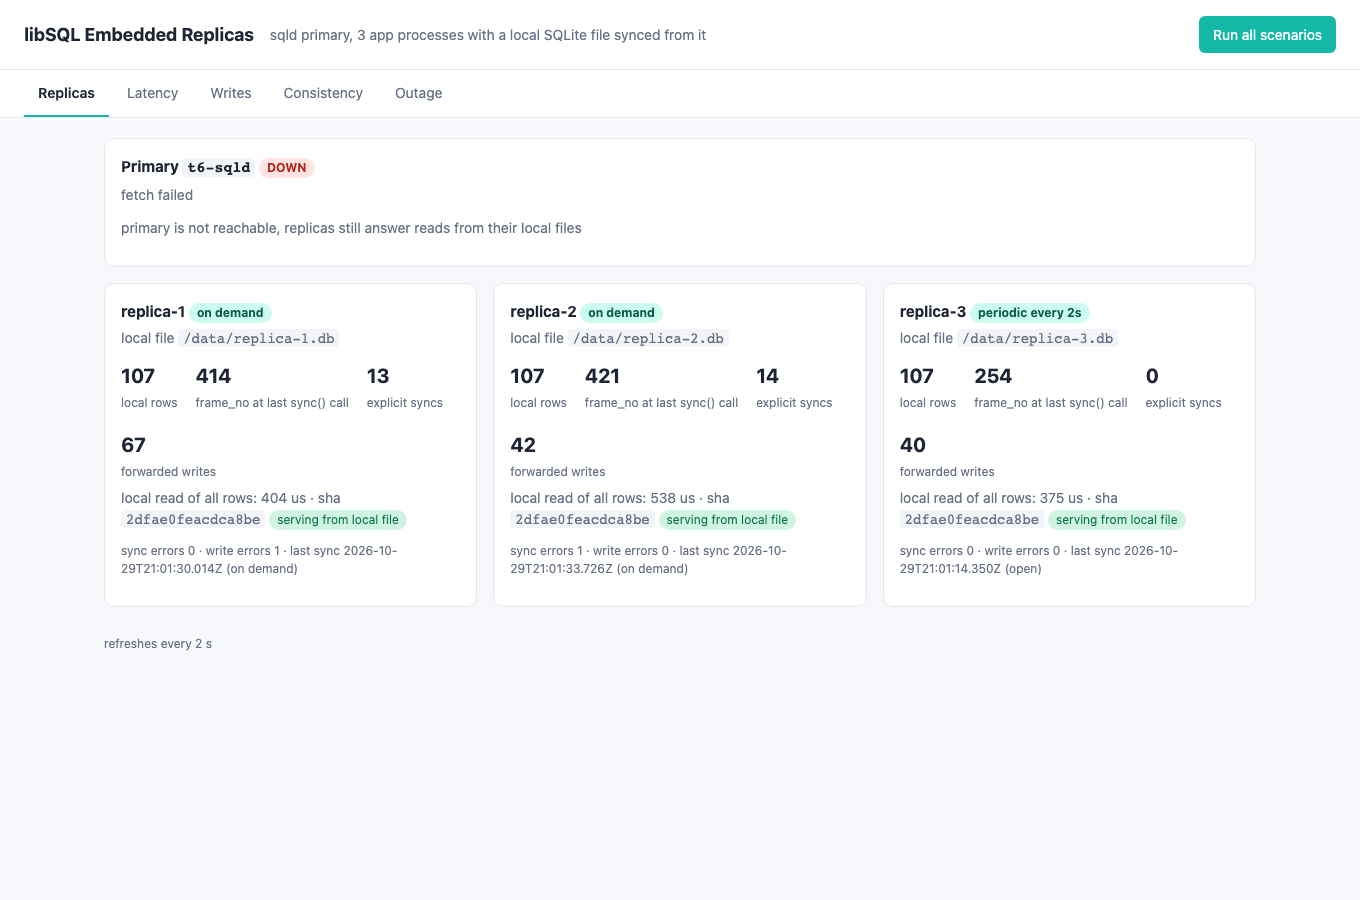 libSQL Embedded Replicas
sqld primary, 3 app processes with a local SQLite file synced from it
Run all scenarios
Replicas
Latency
Writes
Consistency
Outage
Primary t6-sqld DOWN
fetch failed
primary is not reachable, replicas still answer reads from their local files
replica-1 on demand
local file /data/replica-1.db
107 414 13
local rows frame_no at last sync() call explicit syncs
67
forwarded writes
local read of all rows: 404 us · sha
2dfae0feacdca8be serving from local file
sync errors 0 · write errors 1 · last sync 2026-10-
29T21:01:30.014Z (on demand)
replica-2 on demand
local file /data/replica-2.db
107 421 14
local rows frame_no at last sync() call explicit syncs
42
forwarded writes
local read of all rows: 538 us · sha
2dfae0feacdca8be serving from local file
sync errors 1 · write errors 0 · last sync 2026-10-
29T21:01:33.726Z (on demand)
replica-3 periodic every 2s
local file /data/replica-3.db
107 254 0
local rows frame_no at last sync() call explicit syncs
40
forwarded writes
local read of all rows: 375 us · sha
2dfae0feacdca8be serving from local file
sync errors 0 · write errors 0 · last sync 2026-10-
29T21:01:14.350Z (open)
refreshes every 2 s